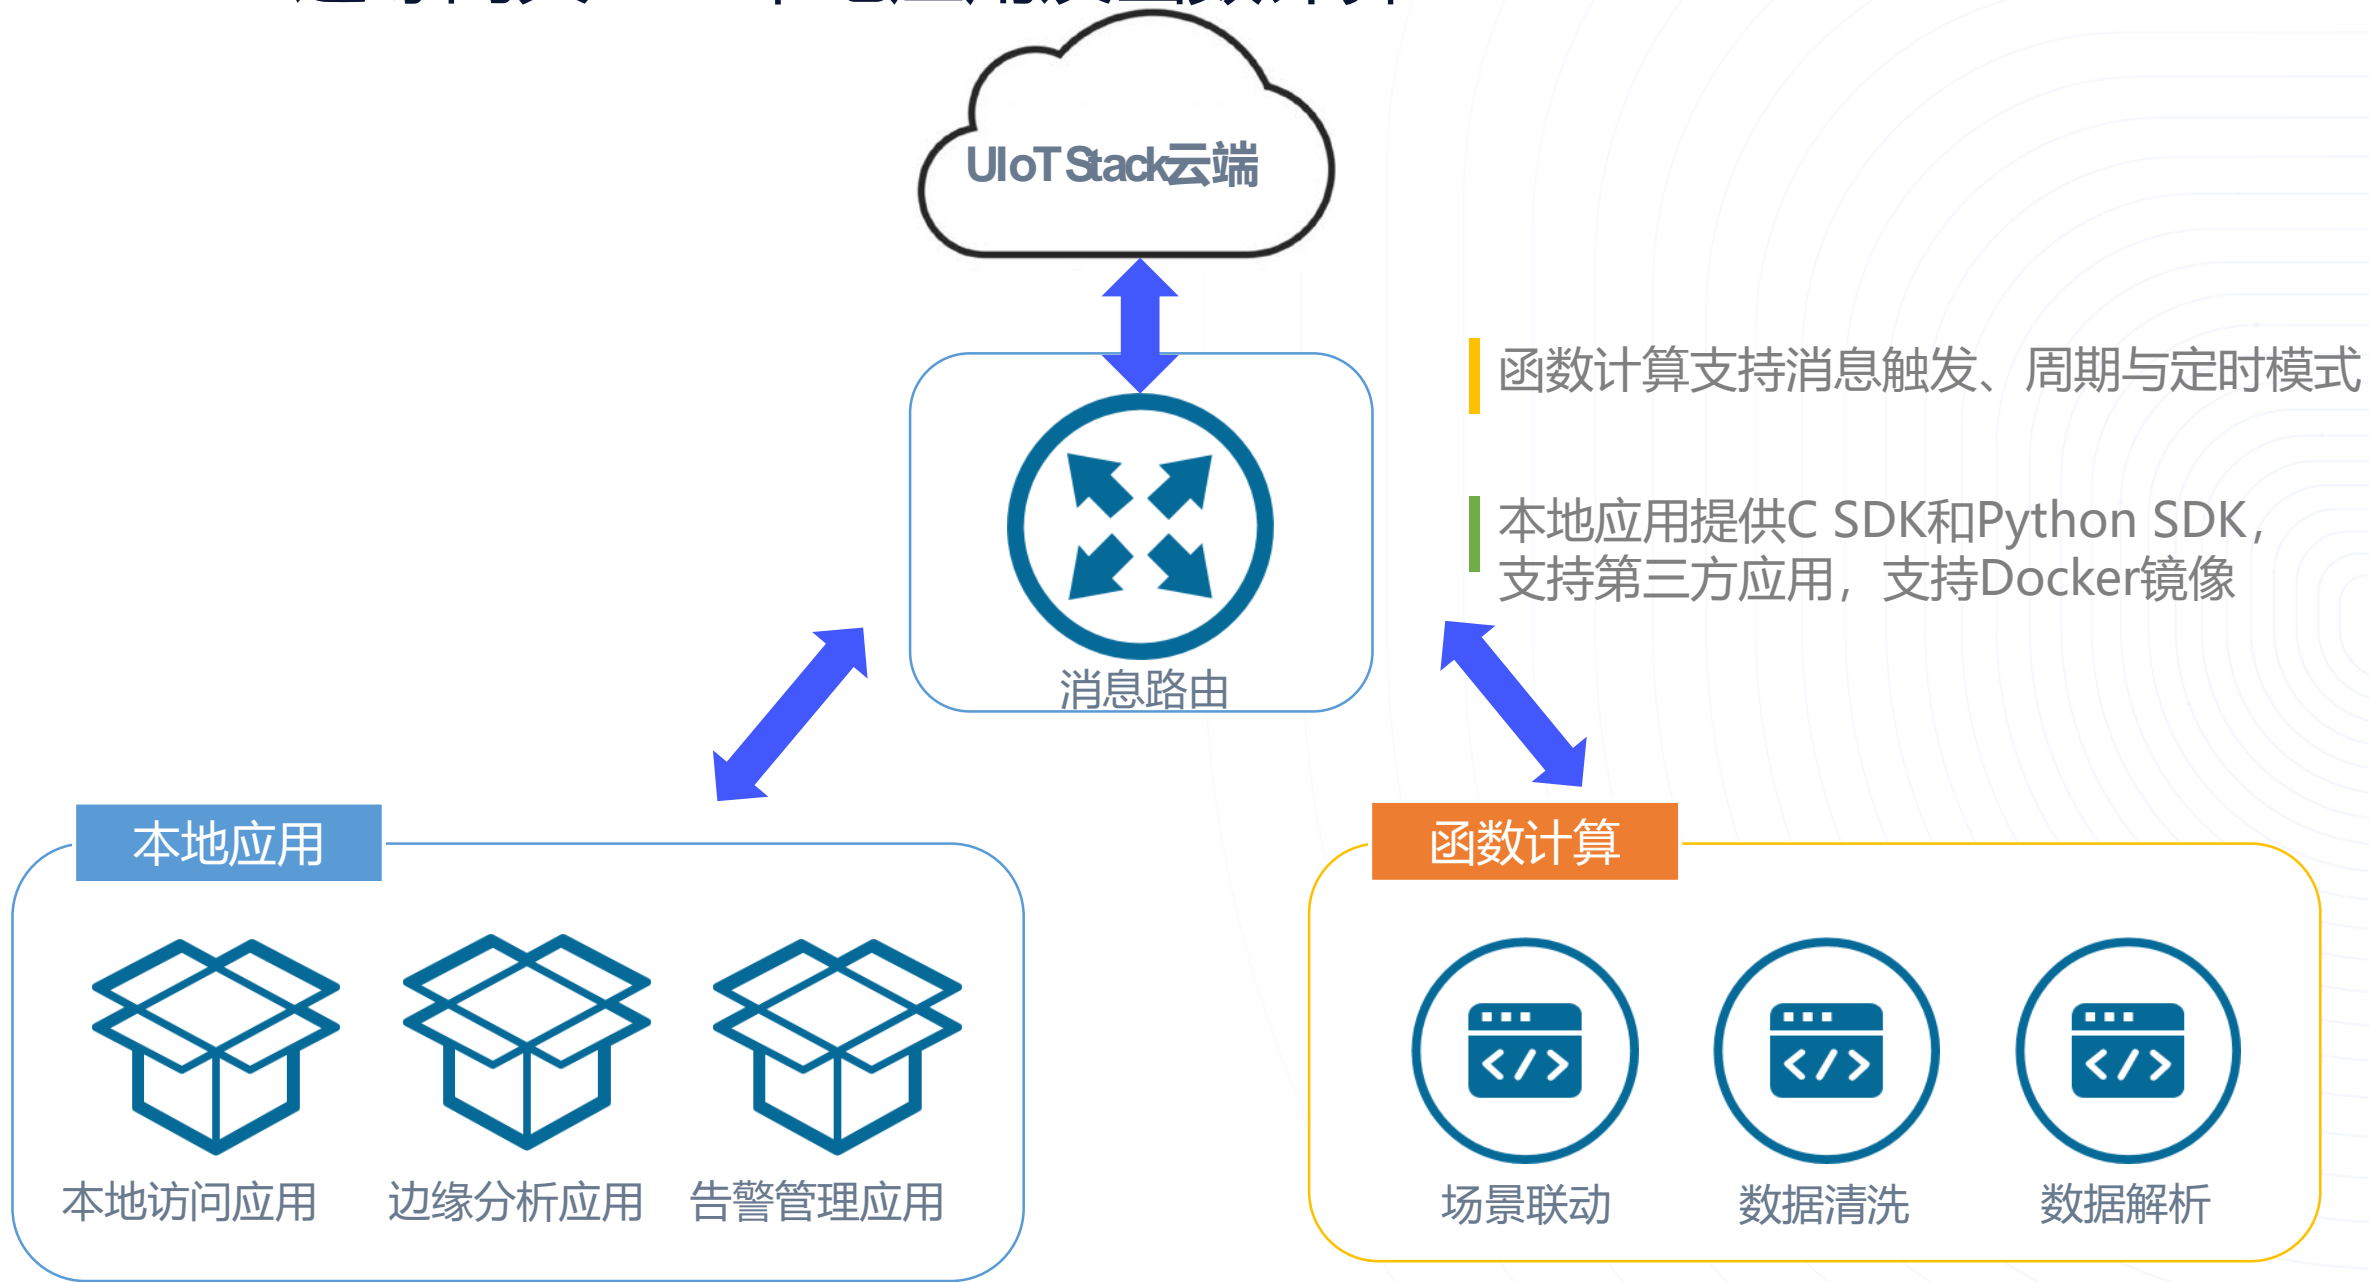 UIoT Stack云端
函数计算支持消息触发、周期与定时模式
本地应用提供C SDK和Python SDK，
支持第三方应用，支持Docker镜像
消息路由
本地应用
函数计算
本地访问应用
边缘分析应用
告警管理应用
场景联动
数据清洗
数据解析